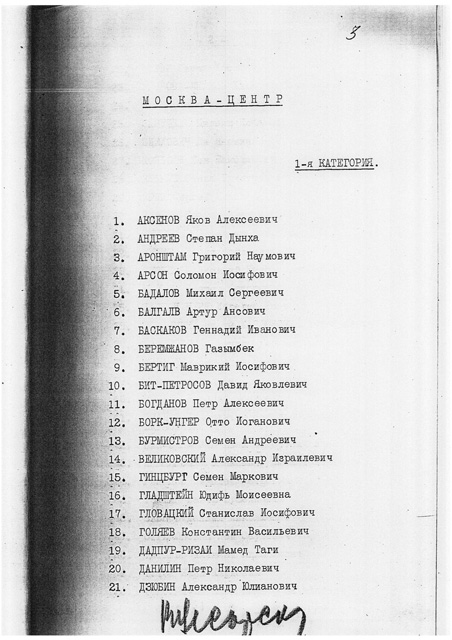 3
МОСКВА-ЦЕНТР
1-я КАТЕГОРИЯ.
1. АКСЕНОВ Яков Алексеевич
2. АНДРЕЕВ Степан Дынха
3. АРОНШТАМ Григорий Наумович
4. АРСОН Соломон Иосифович
5. БАДАЛОВ Михаил Сергеевич
6. БАЛГАЛВ Артур Ансович
7. БАСКАКОВ Геннадий Иванович
8. БЕРЕМЖАНОВ Газымбек
9. БЕРТИГ Маврикий Иосифович
10. БИТ-ПЕТРОСОВ Давид Яковлевич
11. БОГДАНОВ Петр Алексеевич
12. БОРК-УНГЕР Отто Иоганович
13. БУРМИСТРОВ Семен Андреевич
14. ВЕЛИКОВСКИЙ Александр Израилевич
15. ГИНЦБУРГ Семен Маркович
16. ГЛАДШТЕЙН Юдифь Моисеевна
17. ГЛОВАЦКИЙ Станислав Иосифович
18. ГОЛЯЕВ Константин Васильевич
19. ДАДПУР-РИЗАИ Мамед Таги
20. ДАНИЛИН Петр Николаевич
21. ДЗЮБИН Александр Юлианович